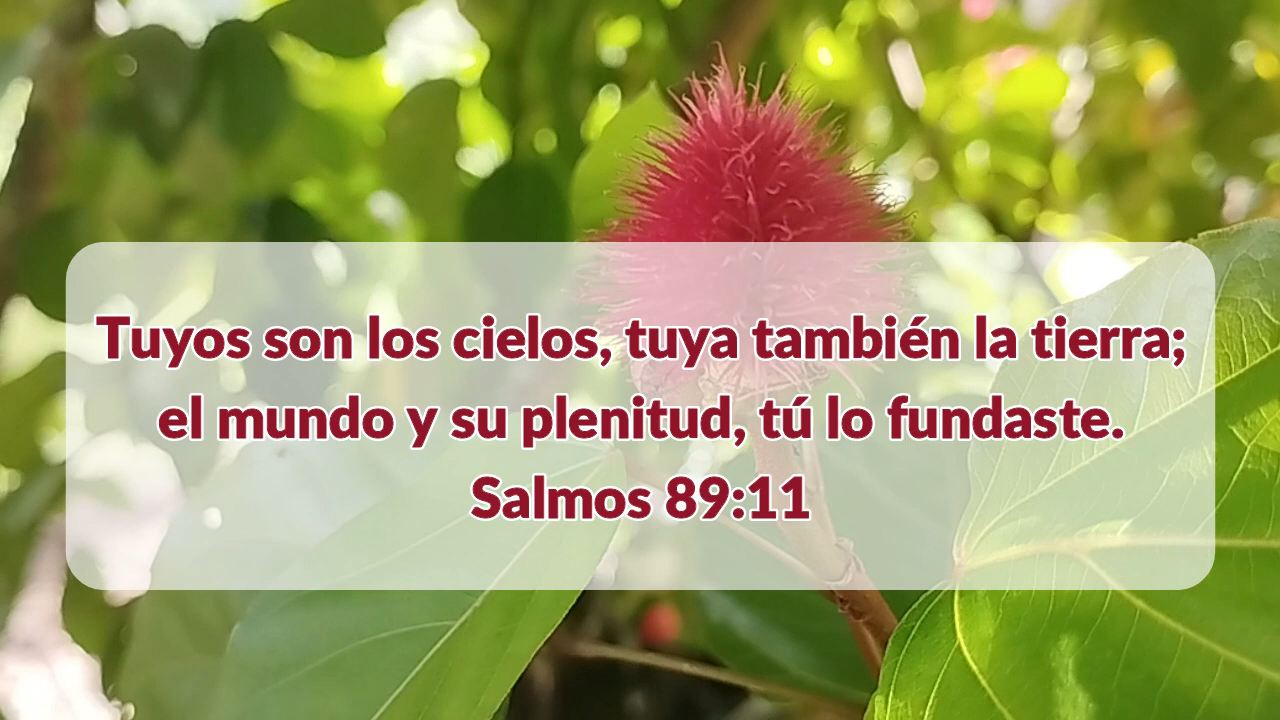 Tuyos son los cielos, tuya también la tierra;
el mundo y su plenitud, tú lo fundaste.
Salmos 89:11